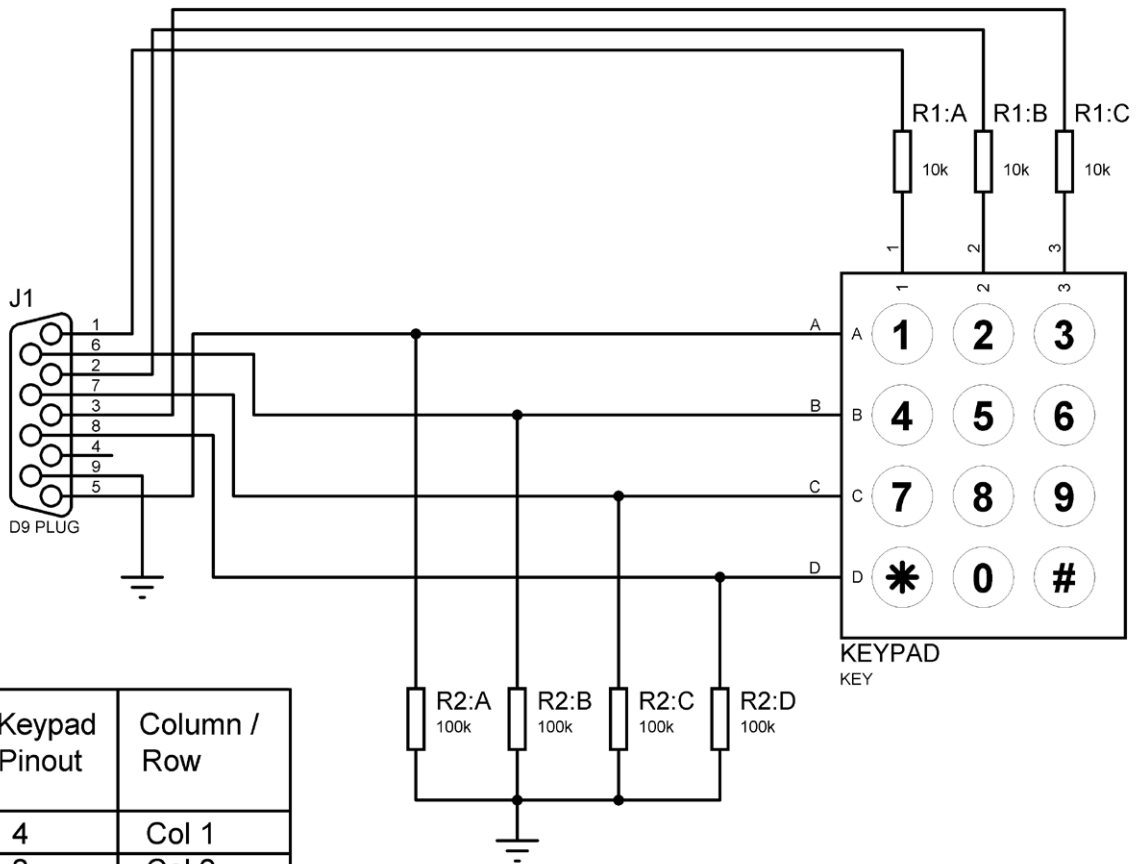 R1:A R1:B R1:C
10k 10k 10k
1 2 3
1 2 3
J1
1
6
2
7
3
8
4
9
5
D9 PLUG
A A 1 2 3
B B 4 5 6
C C 7 8 9
D D * 0 #
KEYPAD
KEY
R2:A R2:B R2:C R2:D
100k 100k 100k 100k
Keypad Column /
Pinout Row
4 Col 1